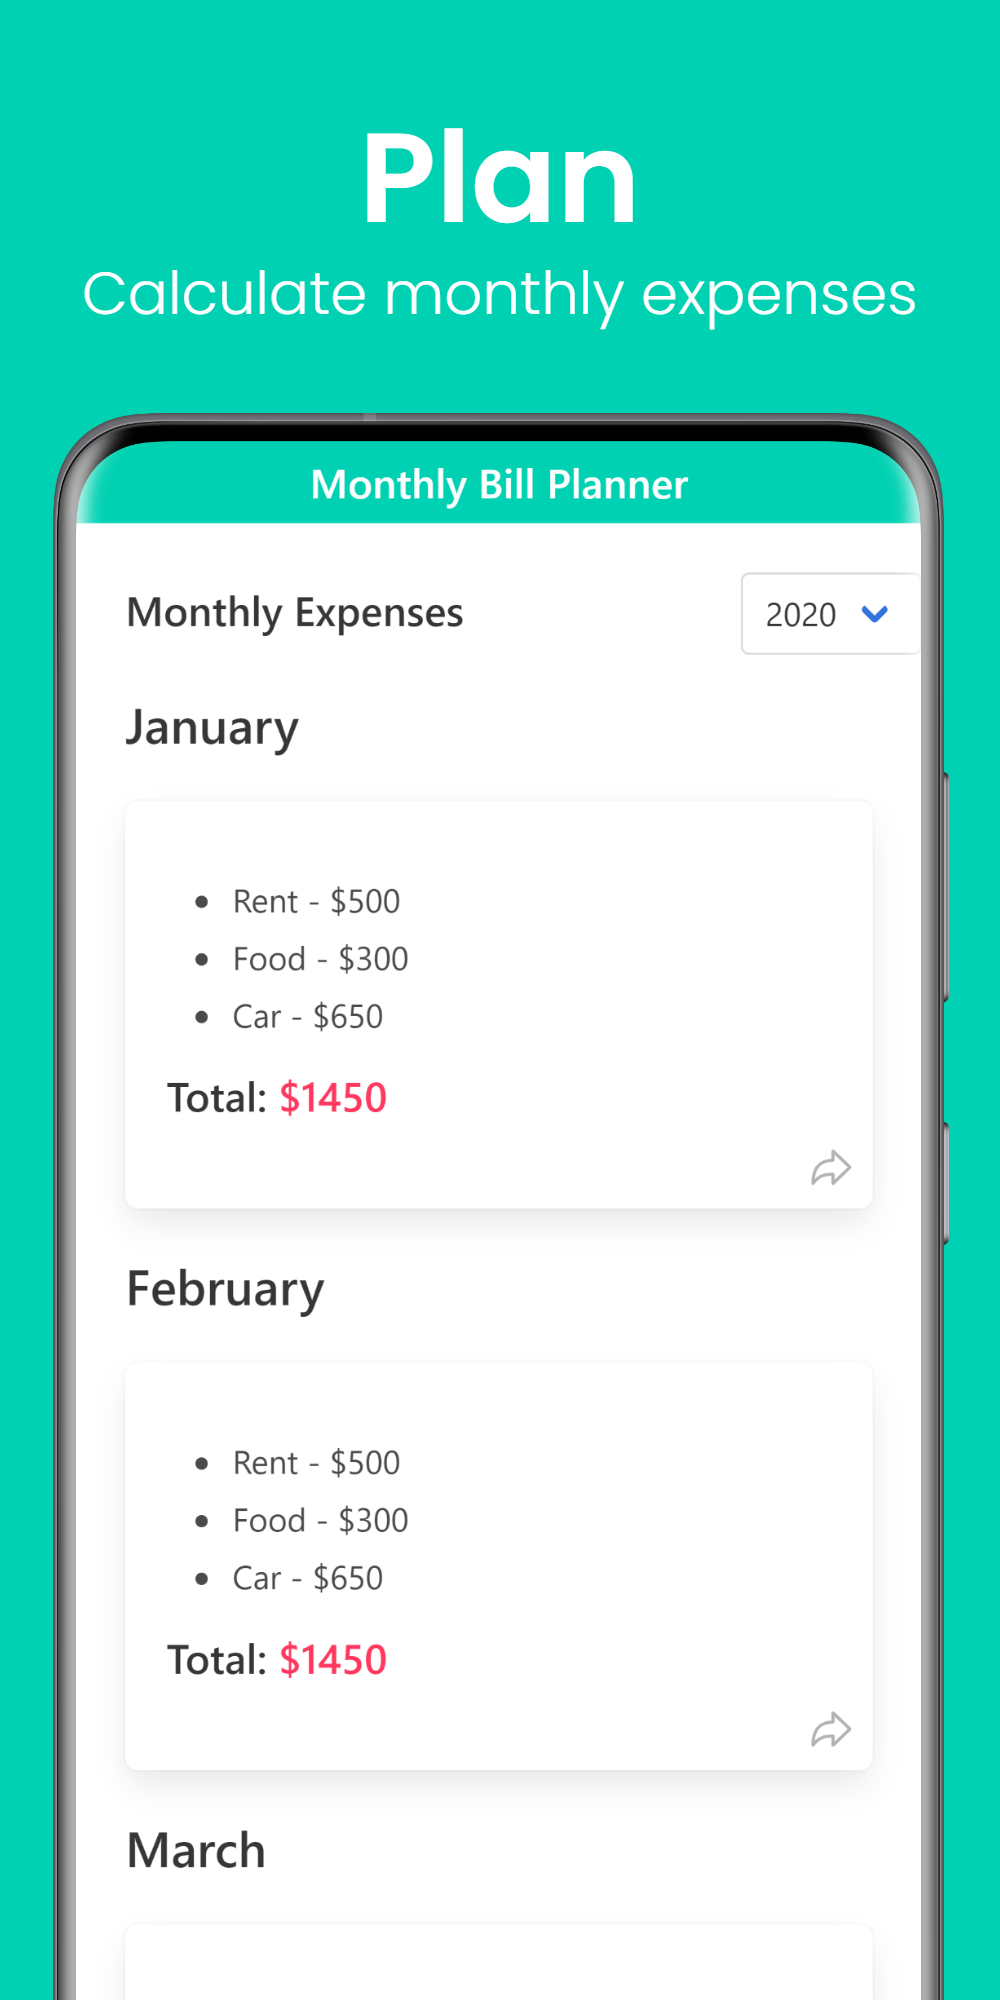 Plan
Calculate monthly expenses
Monthly Bill Planner
Monthly Expenses
2020
January
• Rent - $500
• Food - $300
• Car - $650
Total: $1450
February
• Rent - $500
• Food - $300
• Car - $650
Total: $1450
March